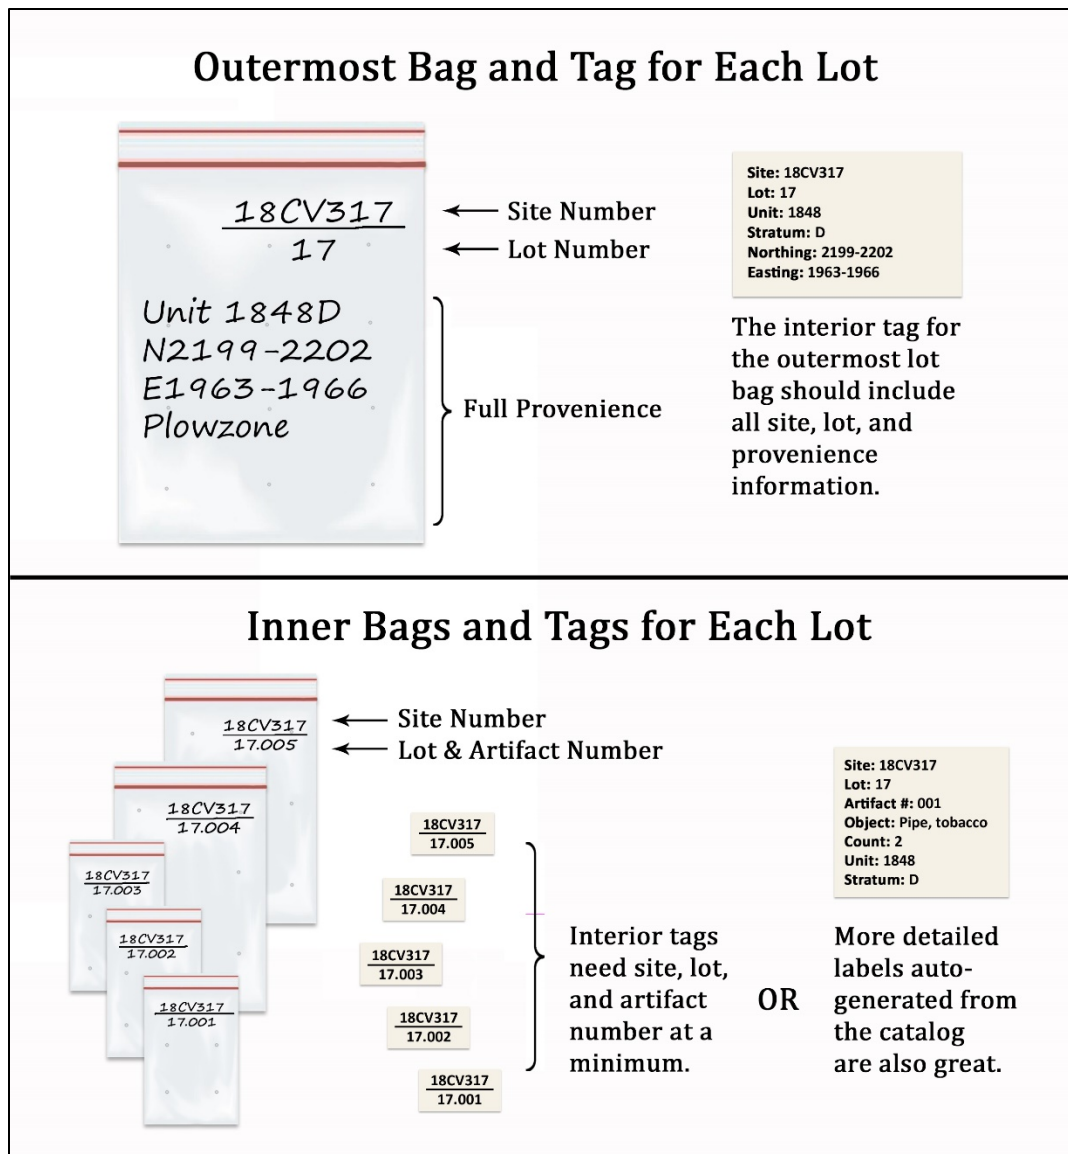 Outermost Bag and Tag for Each Lot
18CV317
17
Site Number
Lot Number
Unit 1848D
N2199-2202
E1963-1966
Plowzone
Full Provenience
Site: 18CV317
Lot: 17
Unit: 1848
Stratum: D
Northing: 2199-2202
Easting: 1963-1966
The interior tag for
the outermost lot
bag should include
all site, lot, and
provenience
information.
Inner Bags and Tags for Each Lot
18CV317
17.005
Site Number
Lot & Artifact Number
18CV317
17.004
18CV317
17.003
18CV317
17.002
18CV317
17.001
18CV317
17.005
18CV317
17.004
18CV317
17.003
18CV317
17.002
18CV317
17.001
Interior tags
need site, lot,
and artifact
number at a
minimum.
OR
Site: 18CV317
Lot: 17
Artifact #: 001
Object: Pipe, tobacco
Count: 2
Unit: 1848
Stratum: D
More detailed
labels auto-
generated from
the catalog
are also great.